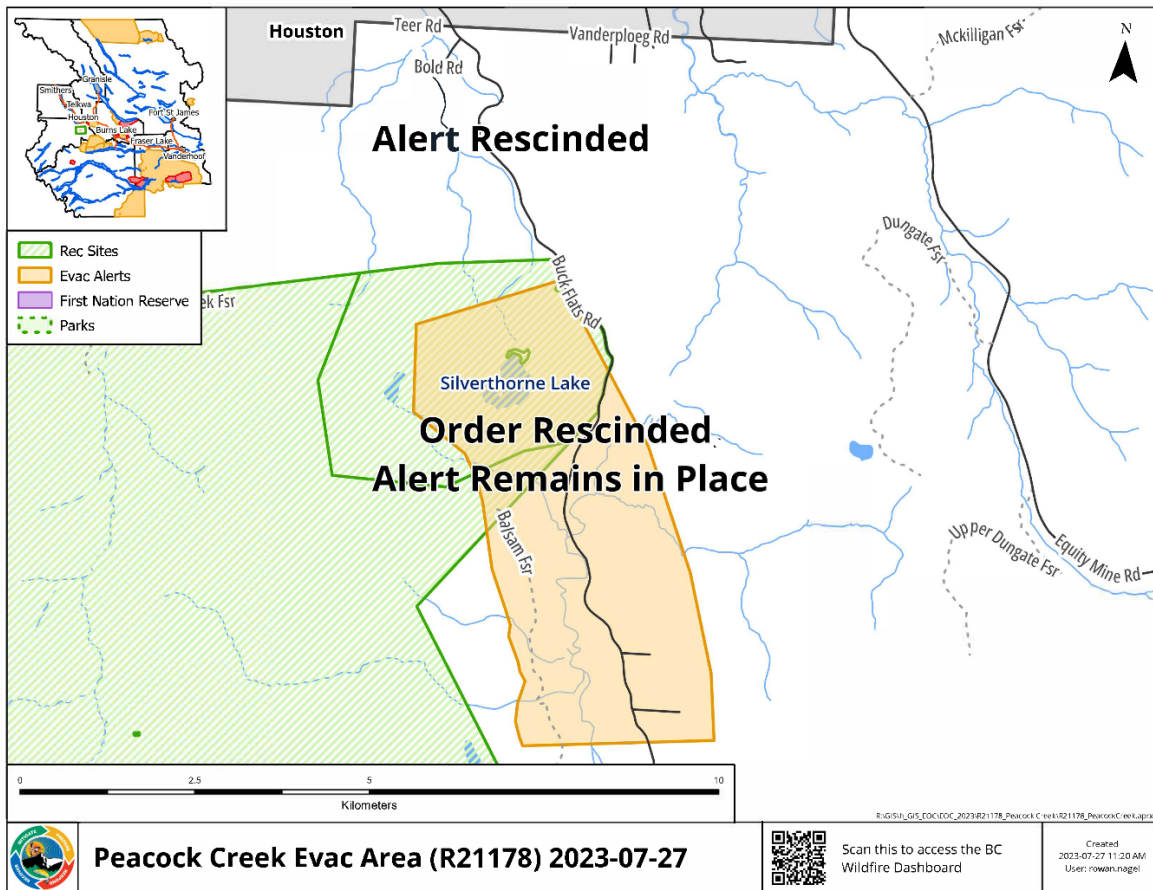 Houston
Teer Rd
Vanderploeg Rd
Mckilligan Fsr
N
Bold Rd
Granisle
Smithers
Telkwa
Houston
Fort St James
Burns Lake
Fraser Lake
Vanderhoof
Alert Rescinded
Rec Sites
Evac Alerts
First Nation Reserve
Parks
ek Fsr
Buck Flats Rd
Dungate Fsr
Silverthorne Lake
Order Rescinded
Alert Remains in Place
Balsam Fsr
Upper Dungate Fsr
Equity Mine Rd
0 2.5 5 10
Kilometers
Peacock Creek Evac Area (R21178) 2023-07-27
Scan this to access the BC
Wildfire Dashboard
Created
2023-07-27 11:20 AM
User: rowan.nagel